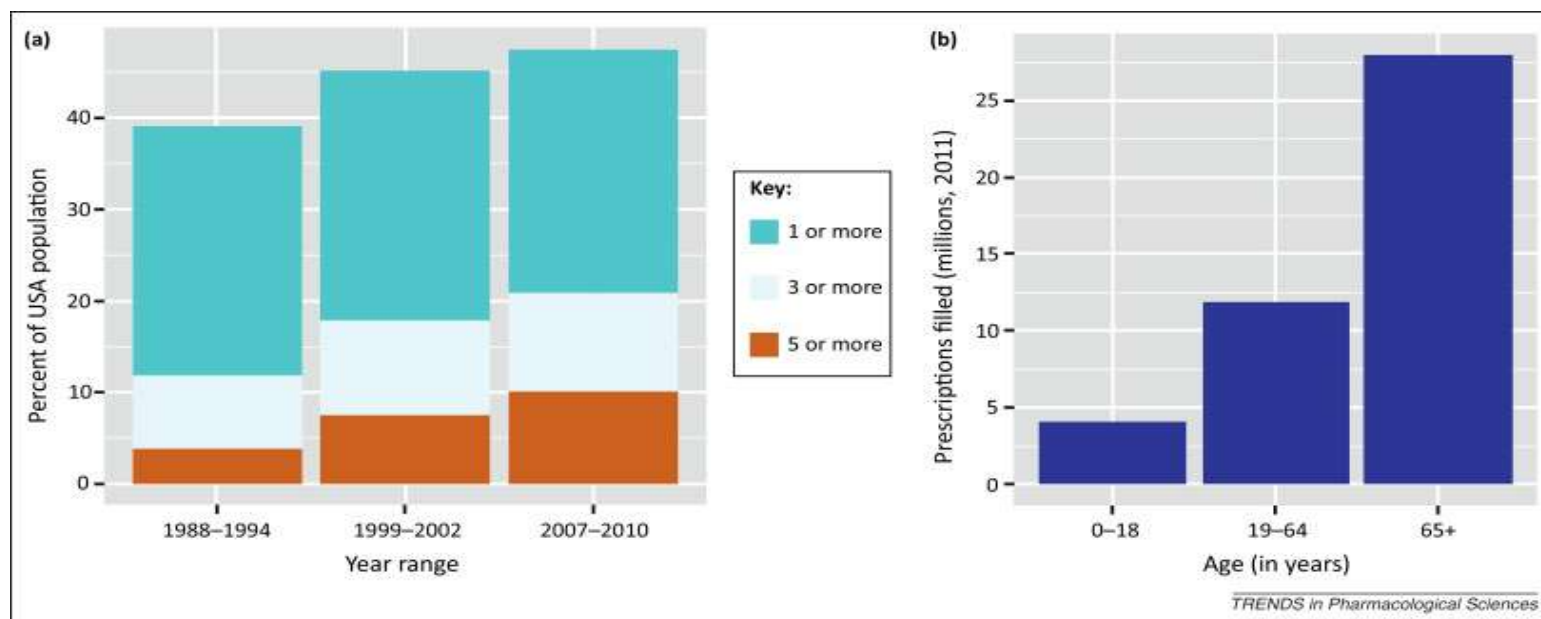 (a)
Percent of USA population
40
30
20
10
0
1988–1994
1999–2002
2007–2010
Year range
Key:
1 or more
3 or more
5 or more
(b)
Prescriptions filled (millions, 2011)
25
20
15
10
5
0
0–18
19–64
65+
Age (in years)
TRENDS in Pharmacological Sciences